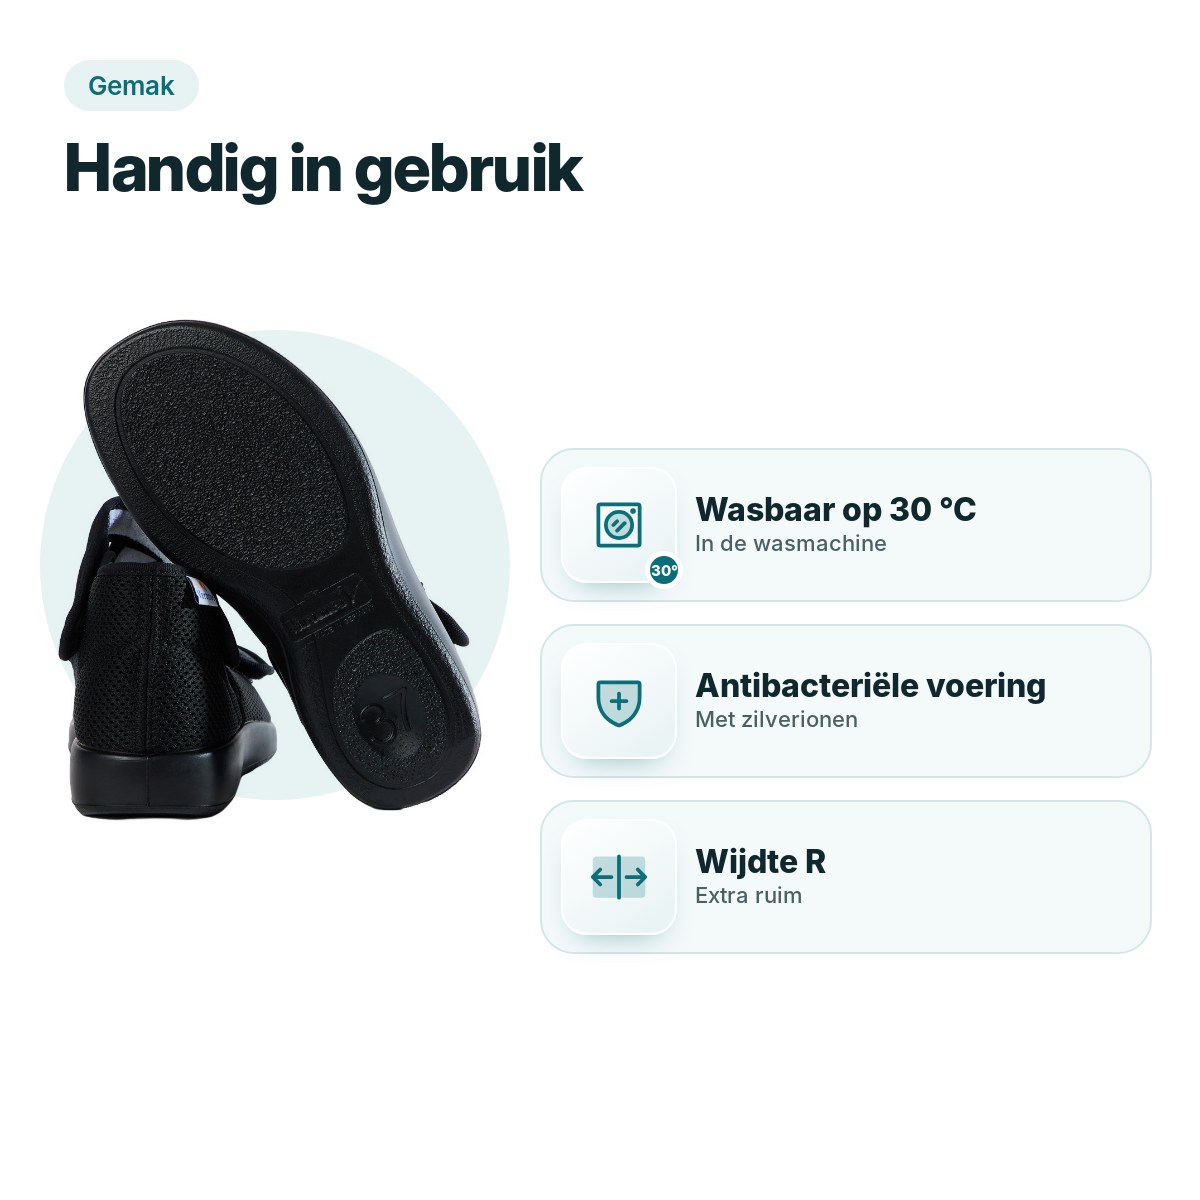 Gemak
Handig in gebruik
Wasbaar op 30 °C
In de wasmachine
30°
Antibacteriële voering
Met zilverionen
Wijdte R
Extra ruim
37